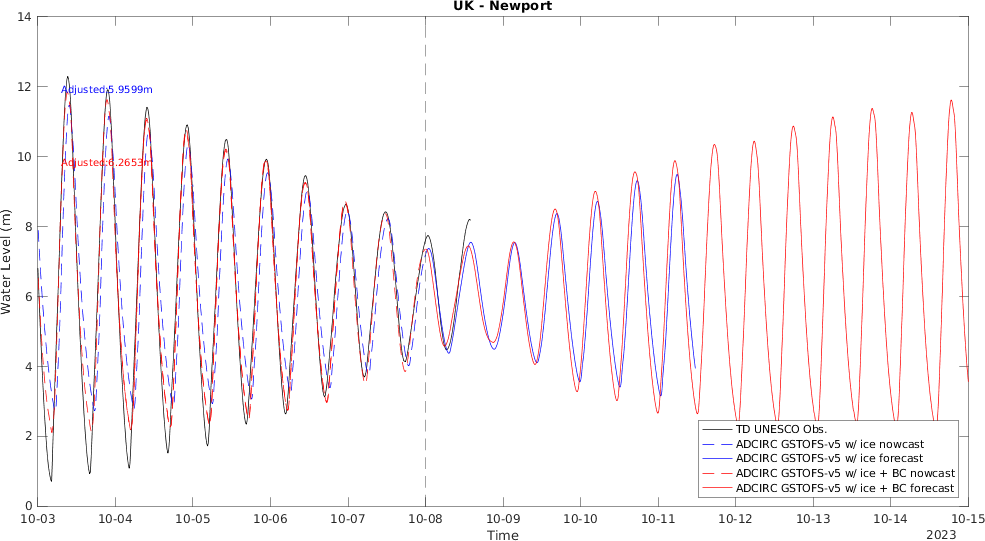 UK - Newport
14
12
10
8
6
4
2
0
Water Level (m)
Adjusted:5.9599m
Adjusted:6.2653m
TD UNESCO Obs.
ADCIRC GSTOFS-v5 w/ ice nowcast
ADCIRC GSTOFS-v5 w/ ice forecast
ADCIRC GSTOFS-v5 w/ ice + BC nowcast
ADCIRC GSTOFS-v5 w/ ice + BC forecast
10-03 10-04 10-05 10-06 10-07 10-08 10-09 10-10 10-11 10-12 10-13 10-14 10-15
Time
2023